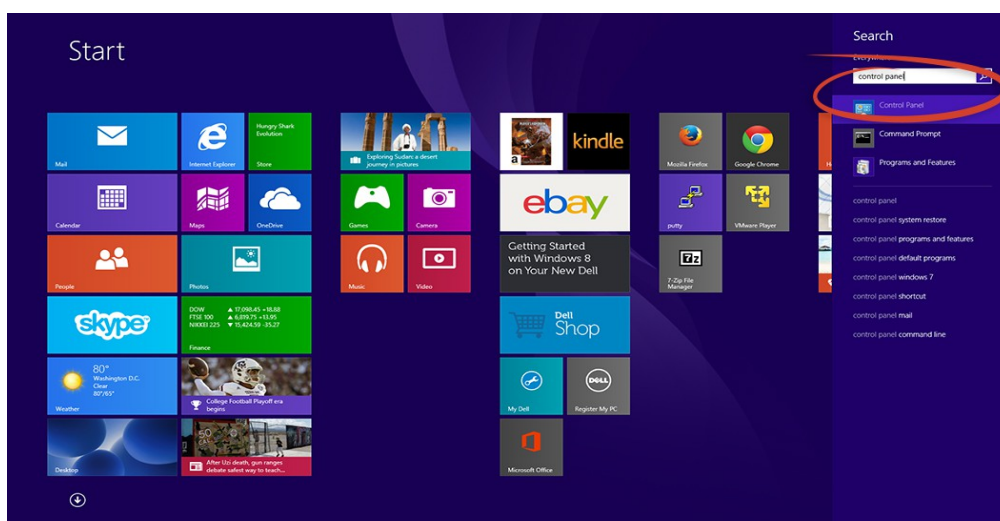 Start
Mail
Internet Explorer
Hungry Shark
Evolution
Store
Exploring Sudan: a desert
journey in pictures
a
kindle
Mozilla Firefox
Google Chrome
Calendar
Maps
OneDrive
Games
Camera
ebay
putty
VMware Player
People
Photos
Music
Video
Getting Started
with Windows 8
on Your New Dell
7z
7-Zip File
Manager
skype
DOW ▲ 17,098.45 +18.88
FTSE 100 ▲ 6,819.75 +13.95
NIKKEI 225 ▼ 15,424.59 -35.27
Finance
Dell
Shop
80°
Washington D.C.
Clear
80°/65°
Weather
College Football Playoff era
begins
My Dell
DELL
Register My PC
Desktop
After Uzi death, gun ranges
debate safest way to teach...
Microsoft Office
Search
control panel
Control Panel
Command Prompt
Programs and Features
control panel
control panel system restore
control panel programs and features
control panel default programs
control panel windows 7
control panel shortcut
control panel mail
control panel command line